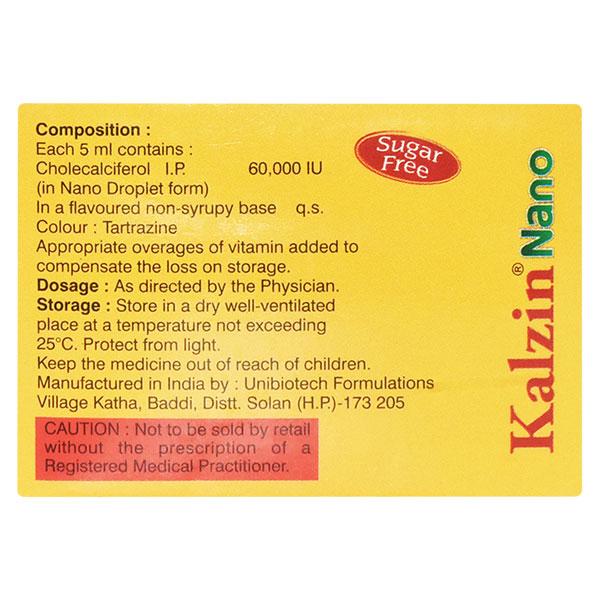 Composition :
Each 5 ml contains :
Cholecalciferol I.P. 60,000 IU
(in Nano Droplet form)
In a flavoured non-syrupy base q.s.
Colour : Tartrazine
Appropriate overages of vitamin added to
compensate the loss on storage.
Dosage : As directed by the Physician.
Storage : Store in a dry well-ventilated
place at a temperature not exceeding
25°C. Protect from light.
Keep the medicine out of reach of children.
Manufactured in India by : Unibiotech Formulations
Village Katha, Baddi, Distt. Solan (H.P.)-173 205
CAUTION : Not to be sold by retail
without the prescription of a
Registered Medical Practitioner.
Sugar
Free
Kalzin® Nano